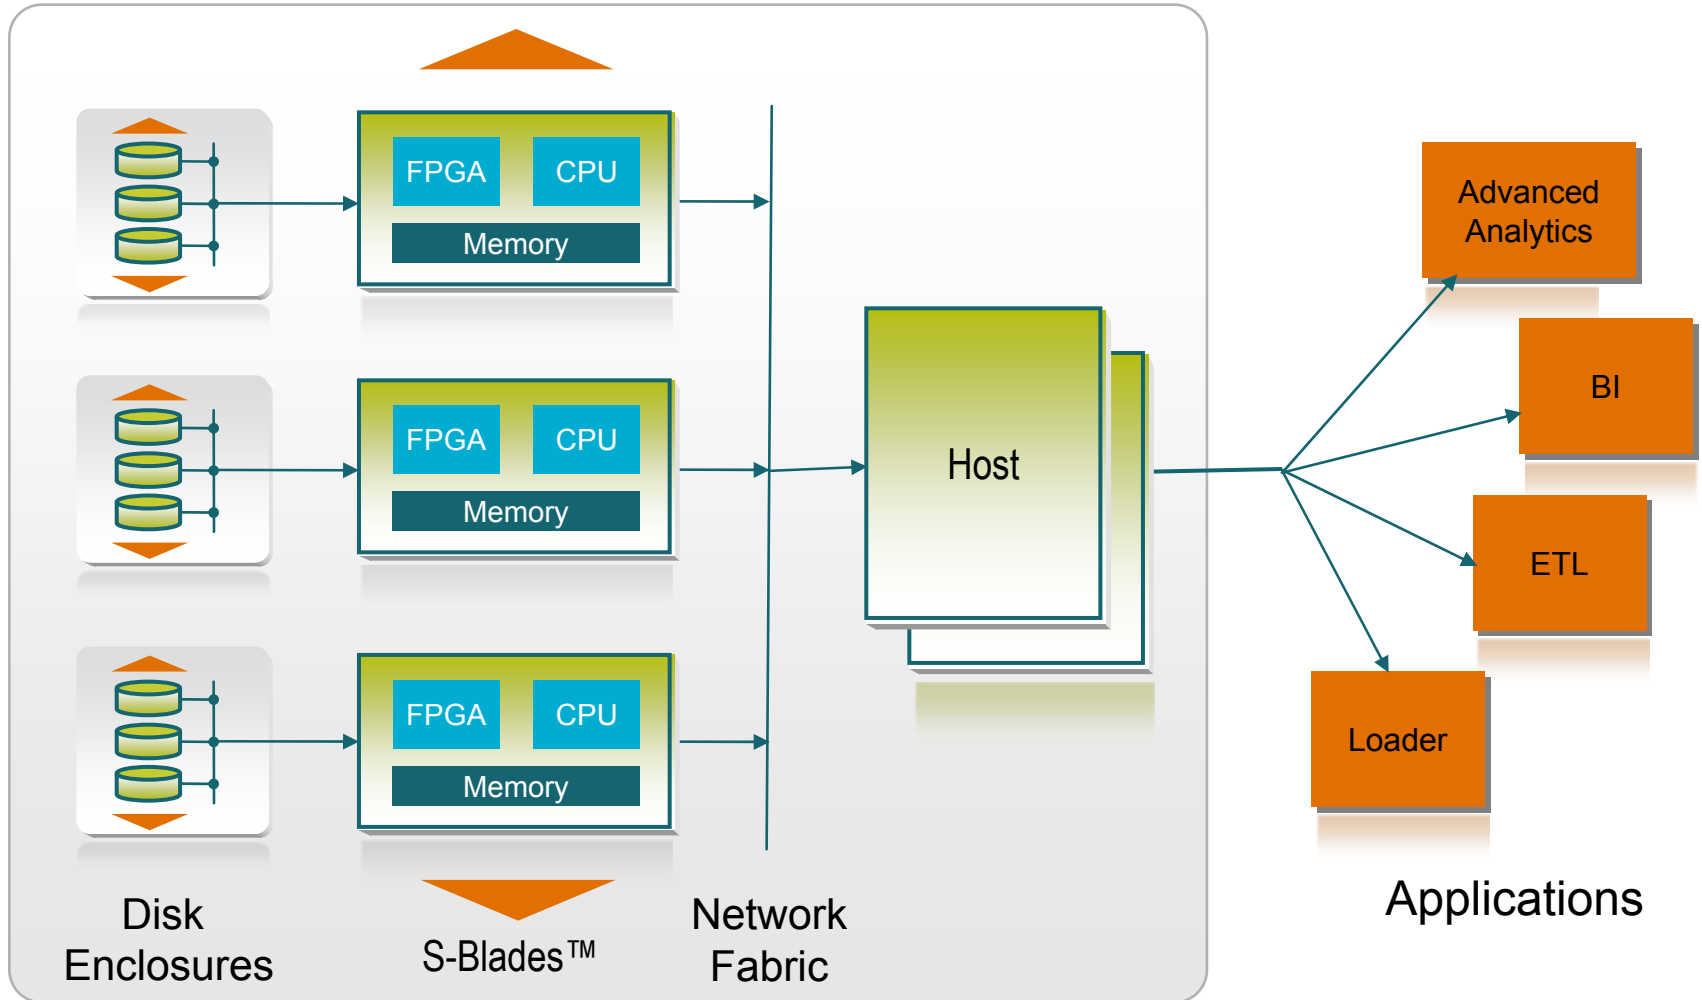 FPGA
CPU
Memory
FPGA
CPU
Memory
FPGA
CPU
Memory
Host
Advanced
Analytics
BI
ETL
Loader
Disk
Enclosures
S-Blades™
Network
Fabric
Applications